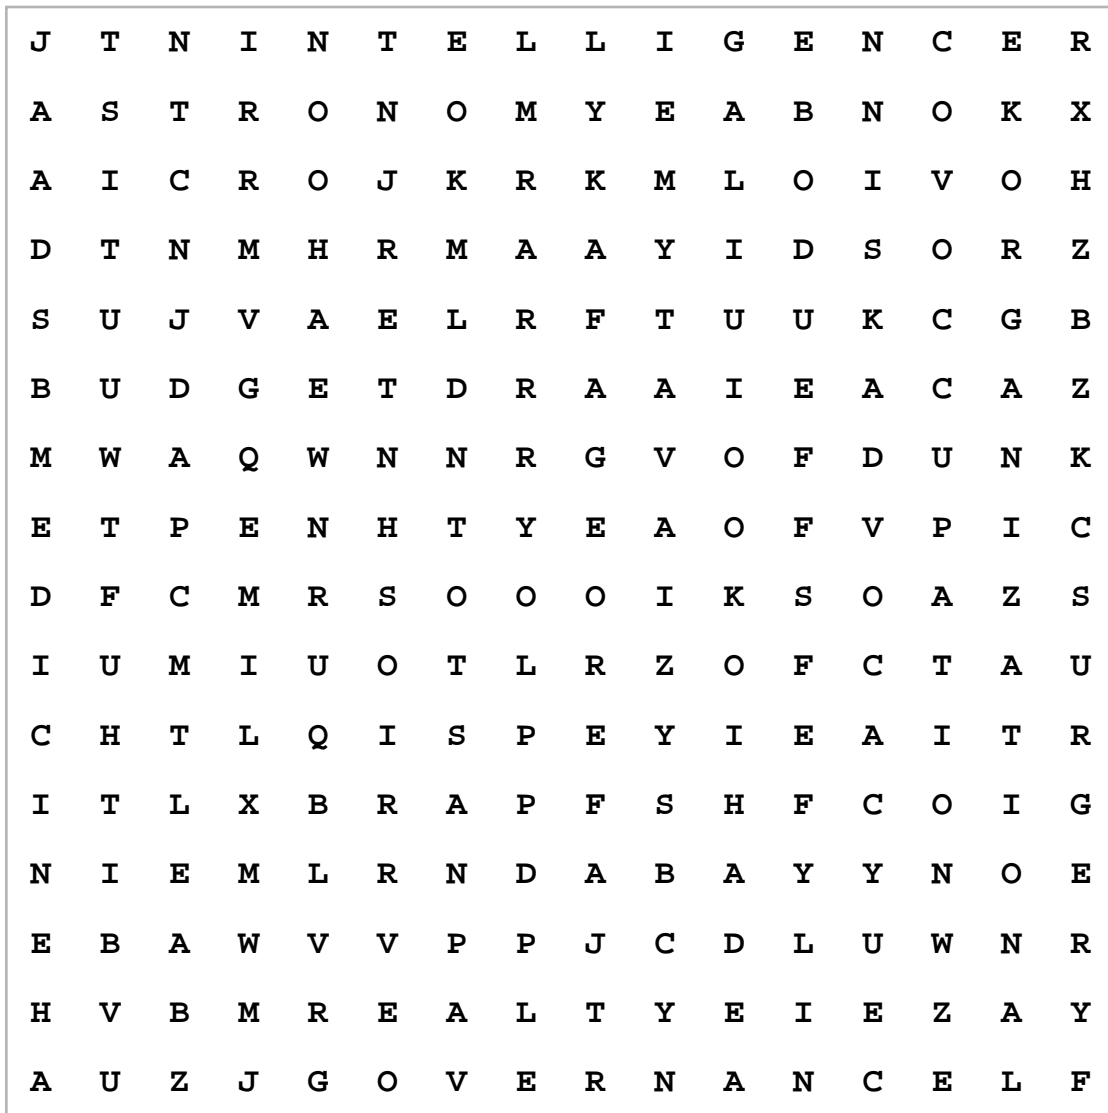 J T N I N T E L L I G E N C E R
A S T R O N O M Y E A B N O K X
A I C R O J K R K M L O I V O H
D T N M H R M A A Y I D S O R Z
S U J V A E L R F T U U K C G B
B U D G E T D R A A I E A C A Z
M W A Q W N N R G V O F D U N K
E T P E N H T Y E A O F V P I C
D F C M R S O O O I K S O A Z S
I U M I U O T L R Z O F C T A U
C H T L Q I S P E Y I E A I T R
I T L X B R A P F S H F C O I G
N I E M L R N D A B A Y Y N O E
E B A W V V P P J C D L U W N R
H V B M R E A L T Y E I E Z A Y
A U Z J G O V E R N A N C E L F